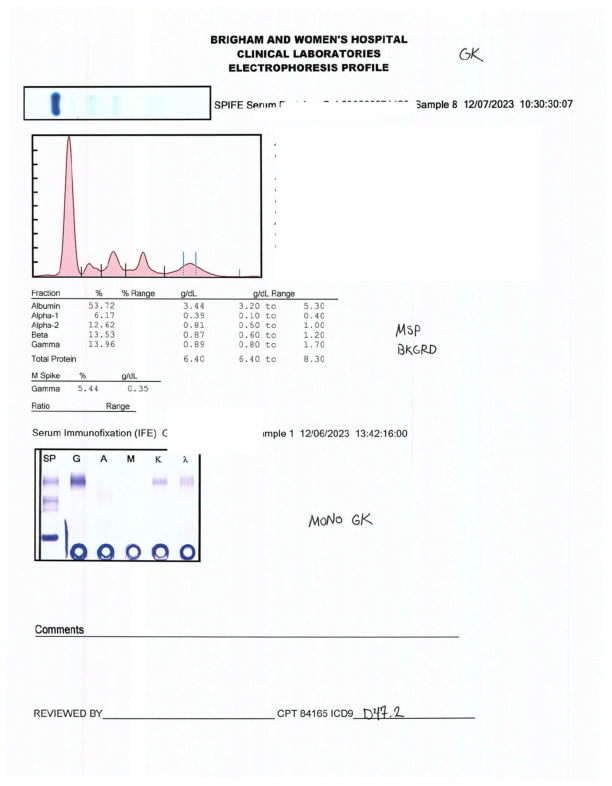 BRIGHAM AND WOMEN'S HOSPITAL
CLINICAL LABORATORIES
ELECTROPHORESIS PROFILE
GK
SPIFE Serum Sample 8 12/07/2023 10:30:30:07
Fraction % % Range g/dL g/dL Range
Albumin 53.72 3.44 3.20 to 5.30
Alpha-1 6.17 0.39 0.10 to 0.40
Alpha-2 12.62 0.81 0.50 to 1.00
Beta 13.53 0.87 0.60 to 1.20
Gamma 13.96 0.89 0.80 to 1.70
Total Protein 6.40 6.40 to 8.30
MSP
BKGRD
M Spike % g/dL
Gamma 5.44 0.35
Ratio Range
Serum Immunofixation (IFE) 1 12/06/2023 13:42:16:00
SP G A M K λ
MONO GK
Comments
REVIEWED BY CPT 84165 ICD9 D47.2